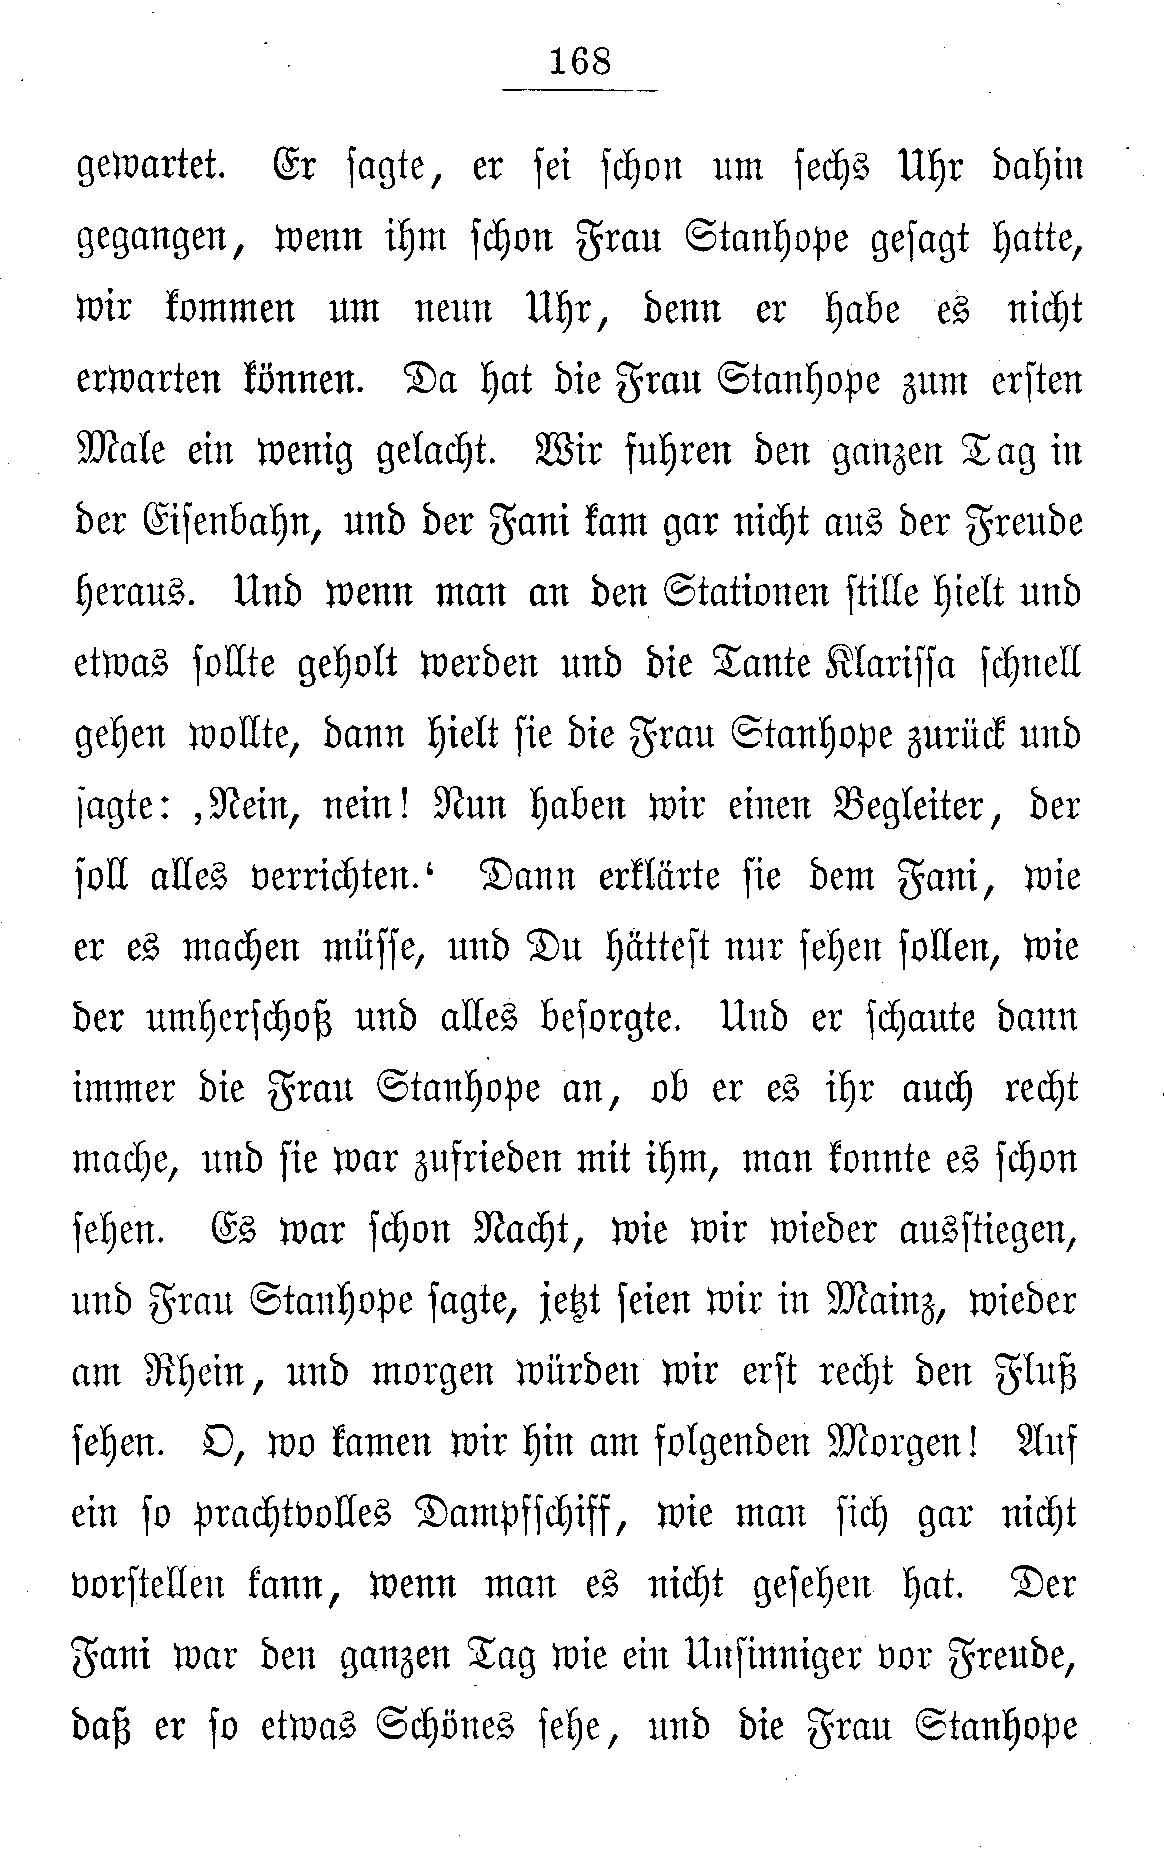 168
gewartet. Er sagte, er sei schon um sechs Uhr dahin
gegangen, wenn ihm schon Frau Stanhope gesagt hatte,
wir kommen um neun Uhr, denn er habe es nicht
erwarten können. Da hat die Frau Stanhope zum ersten
Male ein wenig gelacht. Wir fuhren den ganzen Tag in
der Eisenbahn, und der Fani kam gar nicht aus der Freude
heraus. Und wenn man an den Stationen stille hielt und
etwas sollte geholt werden und die Tante Klarissa schnell
gehen wollte, dann hielt sie die Frau Stanhope zurück und
sagte: ‚Nein, nein! Nun haben wir einen Begleiter, der
soll alles verrichten.‘ Dann erklärte sie dem Fani, wie
er es machen müsse, und Du hättest nur sehen sollen, wie
der umherschoß und alles besorgte. Und er schaute dann
immer die Frau Stanhope an, ob er es ihr auch recht
mache, und sie war zufrieden mit ihm, man konnte es schon
sehen. Es war schon Nacht, wie wir wieder ausstiegen,
und Frau Stanhope sagte, jetzt seien wir in Mainz, wieder
am Rhein, und morgen würden wir erst recht den Fluß
sehen. O, wo kamen wir hin am folgenden Morgen! Auf
ein so prachtvolles Dampfschiff, wie man sich gar nicht
vorstellen kann, wenn man es nicht gesehen hat. Der
Fani war den ganzen Tag wie ein Unsinniger vor Freude,
daß er so etwas Schönes sehe, und die Frau Stanhope